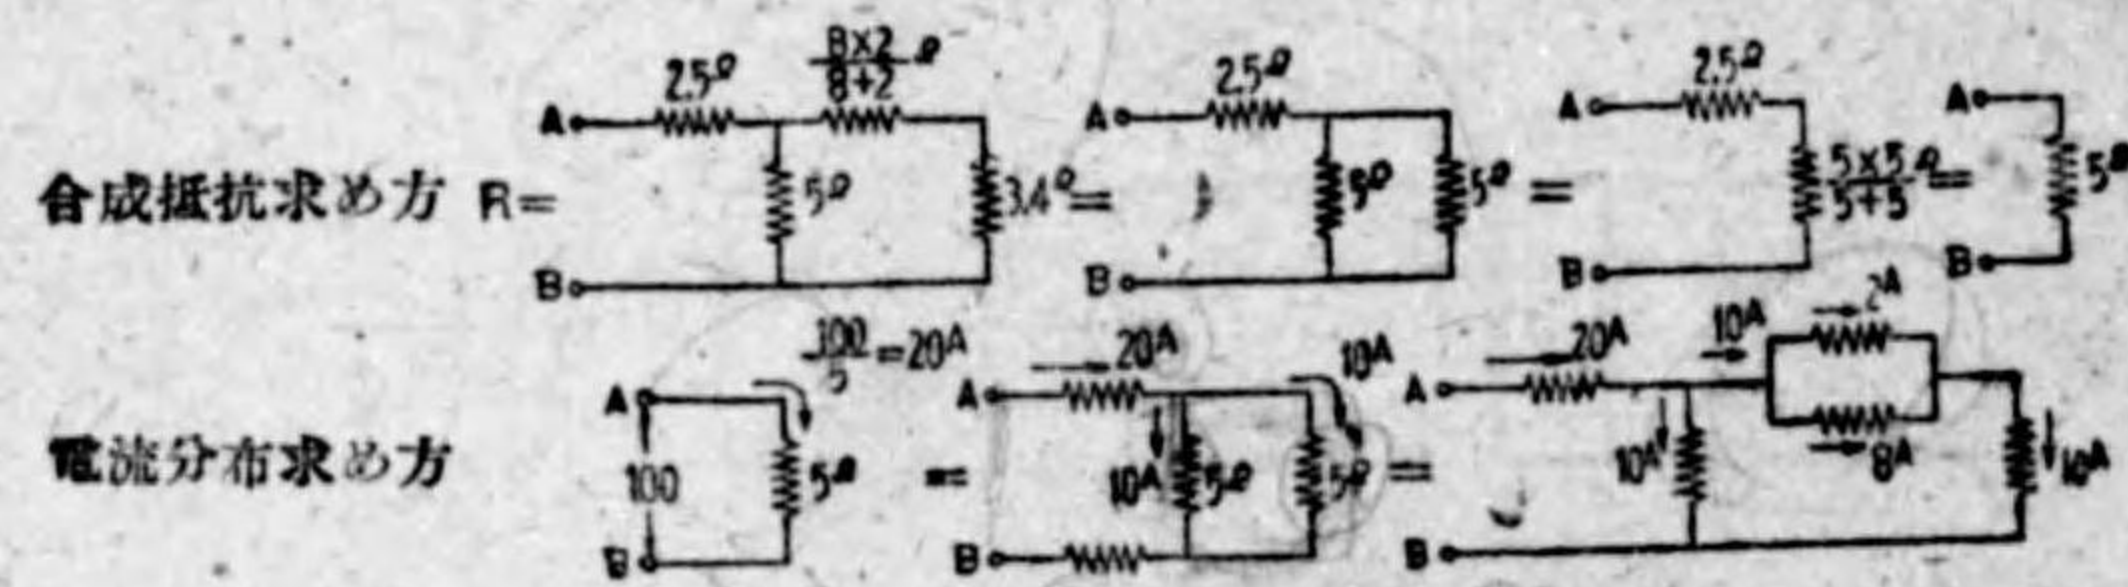 合成抵抗求め方 R= A 2.5Ω 8×2/8+2 Ω 5Ω 3.4Ω B = A 2.5Ω 5Ω 5Ω B = A 2.5Ω 5×5/5+5 Ω B = A 5Ω B
電流分布求め方 A 100 B 100/5=20A 5Ω = A 20A 10A 5Ω 10A 5Ω B = A 20A 10A 10A 2A 8A 10A B